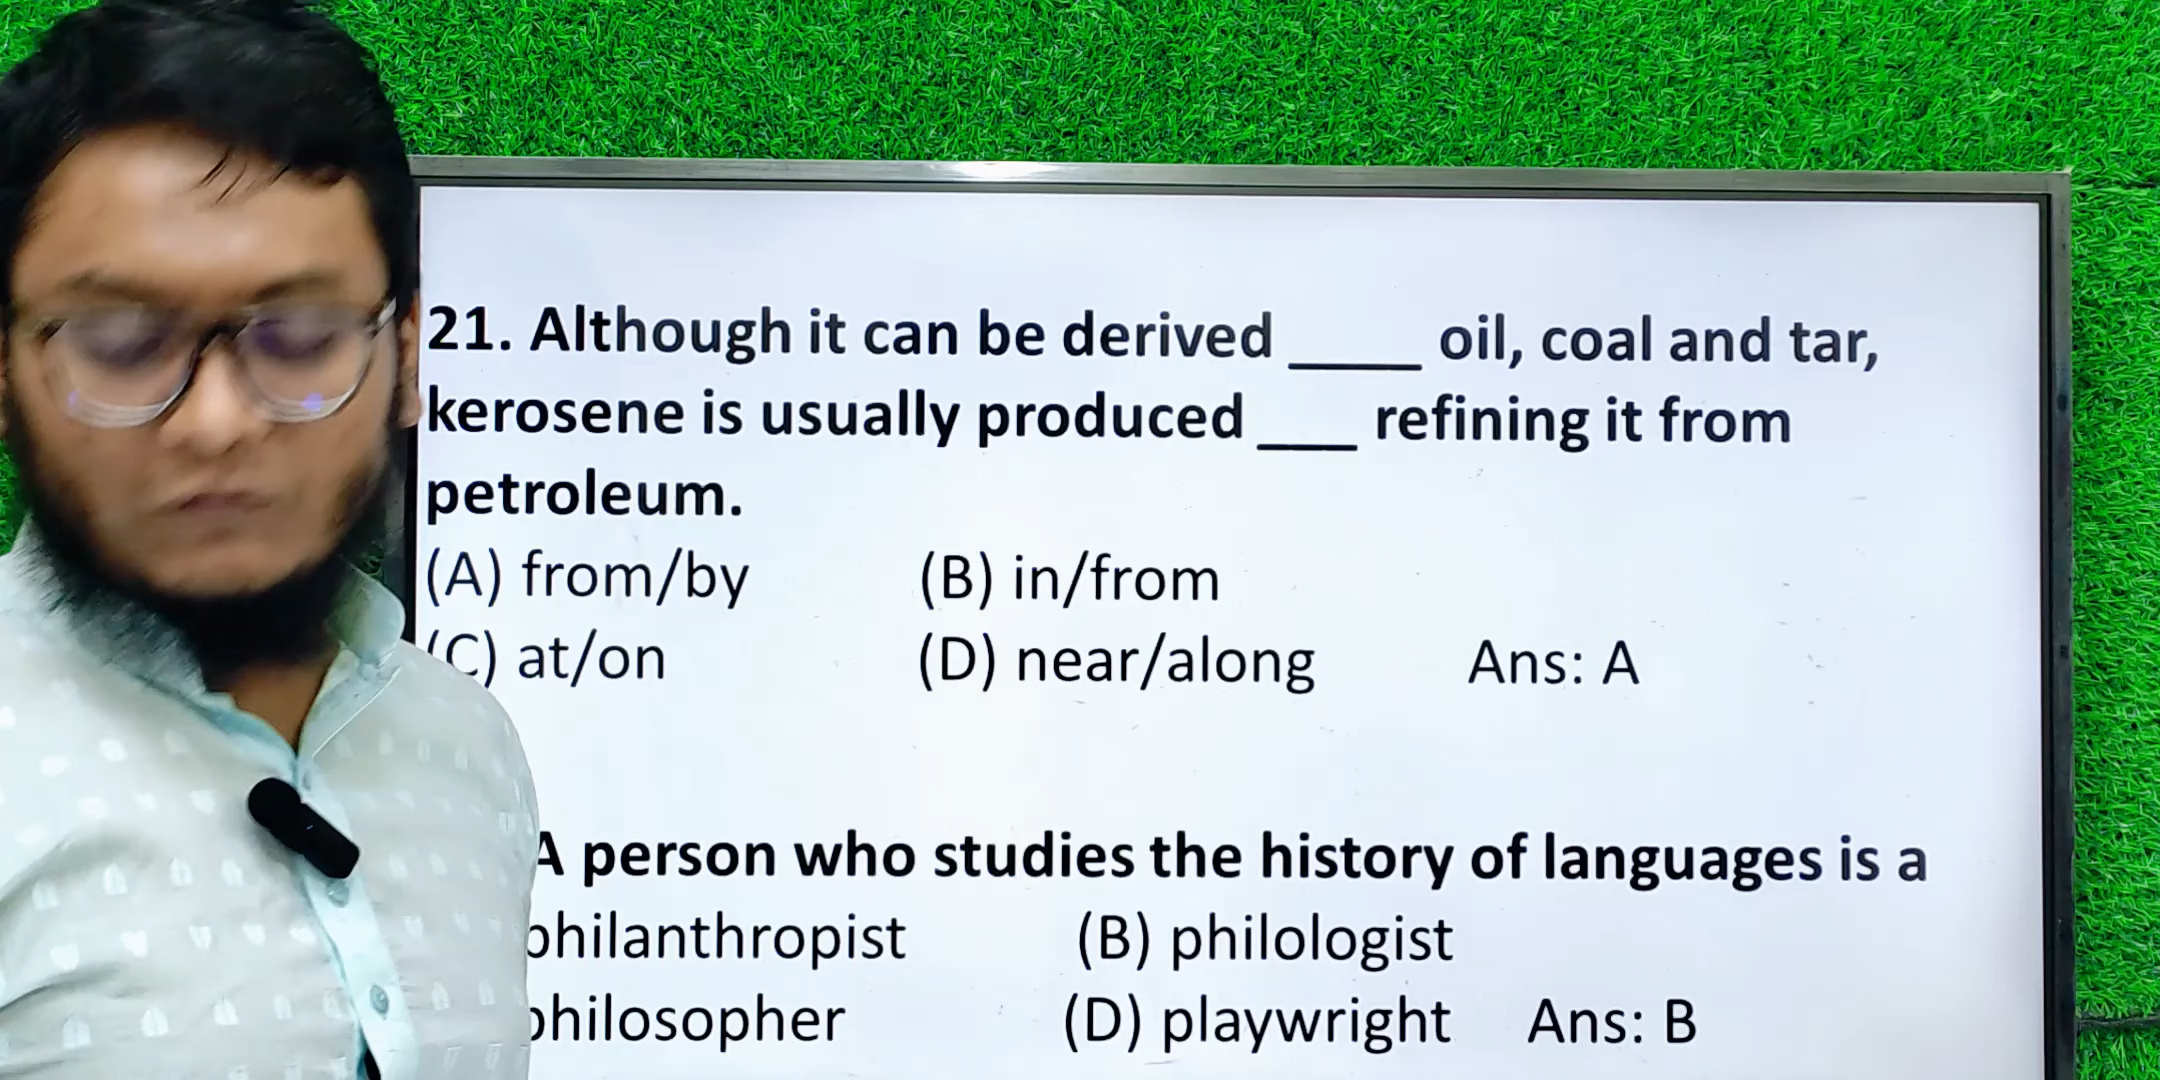 21. Although it can be derived _____ oil, coal and tar,
kerosene is usually produced ____ refining it from
petroleum.
(A) from/by (B) in/from
(C) at/on (D) near/along Ans: A
A person who studies the history of languages is a
philanthropist (B) philologist
philosopher (D) playwright Ans: B